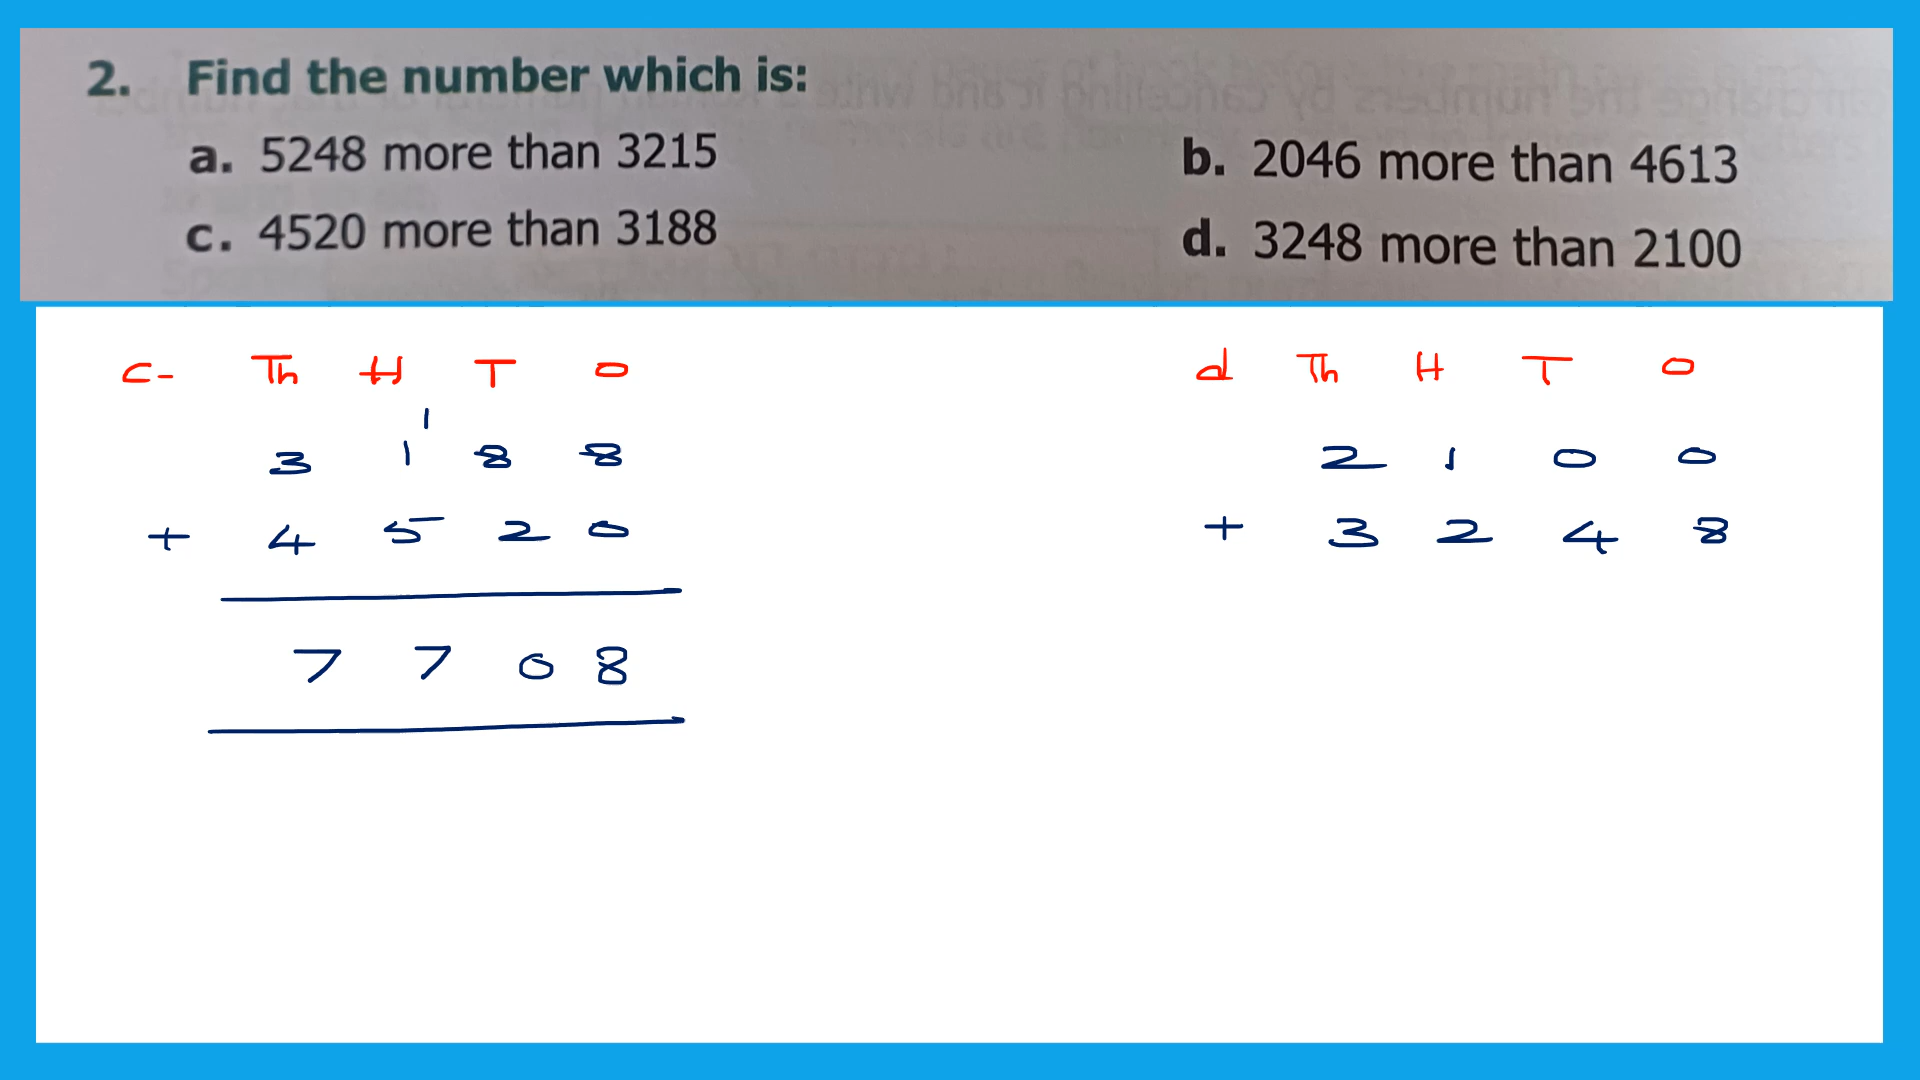 2. Find the number which is:
a. 5248 more than 3215
b. 2046 more than 4613
c. 4520 more than 3188
d. 3248 more than 2100
c- Th H T O
1
3 1 8 8
+ 4 5 2 0
7 7 0 8
d Th H T O
2 1 0 0
+ 3 2 4 8